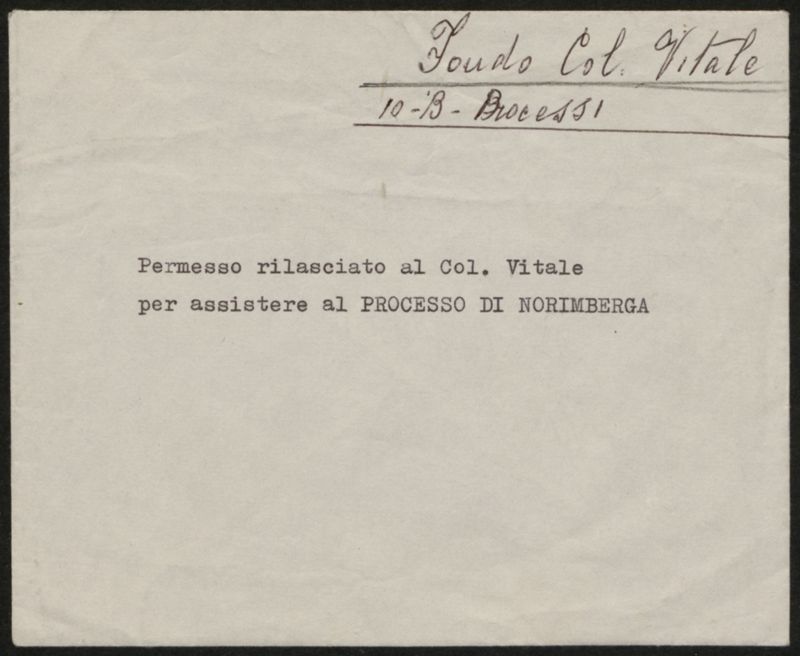 Fondo Col. Vitale
10-B- Processi
Permesso rilasciato al Col. Vitale
per assistere al PROCESSO DI NORIMBERGA